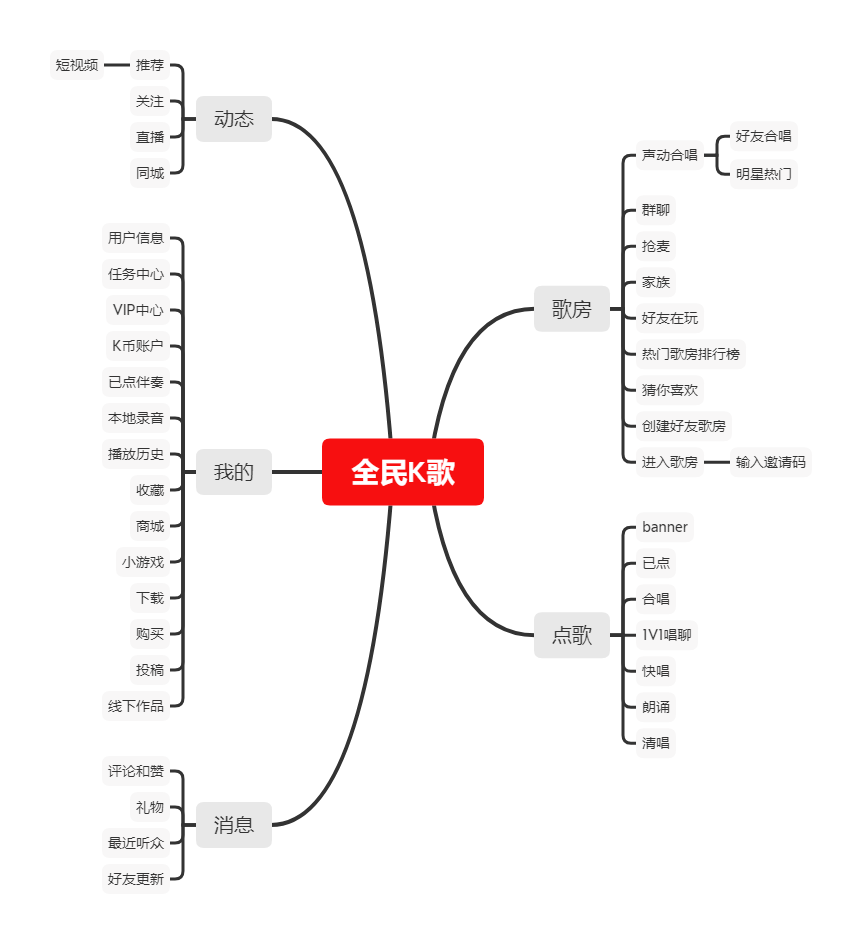 全民K歌
动态
推荐
短视频
关注
直播
同城
我的
用户信息
任务中心
VIP中心
K币账户
已点伴奏
本地录音
播放历史
收藏
商城
小游戏
下载
购买
投稿
线下作品
消息
评论和赞
礼物
最近听众
好友更新
歌房
声动合唱
好友合唱
明星热门
群聊
抢麦
家族
好友在玩
热门歌房排行榜
猜你喜欢
创建好友歌房
进入歌房
输入邀请码
点歌
banner
已点
合唱
1V1唱聊
快唱
朗诵
清唱